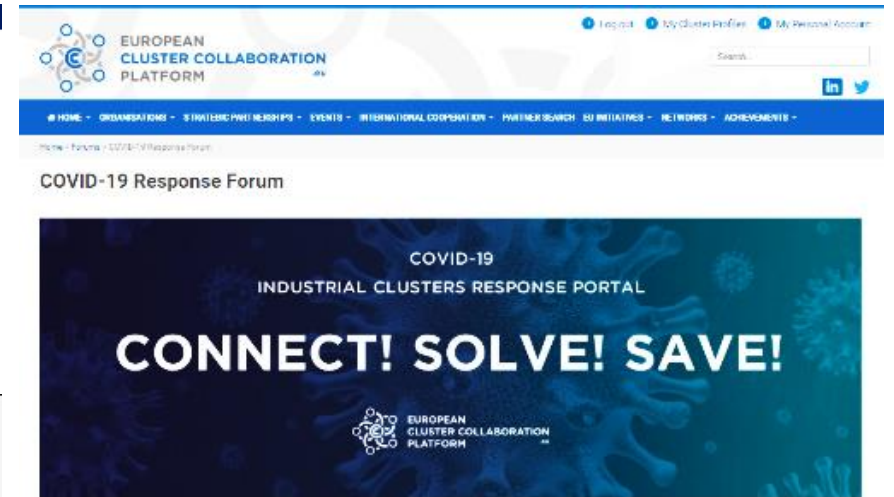 Log out My Cluster Profiles My Personal Account
EUROPEAN
CLUSTER COLLABORATION
PLATFORM .eu
Search...
in
HOME ORGANISATIONS STRATEGIC PARTNERSHIPS EVENTS INTERNATIONAL COOPERATION PARTNER SEARCH EU INITIATIVES NETWORKS ACHIEVEMENTS
Home Forums COVID-19 Response Forum
COVID-19 Response Forum
COVID-19
INDUSTRIAL CLUSTERS RESPONSE PORTAL
CONNECT! SOLVE! SAVE!
EUROPEAN
CLUSTER COLLABORATION
PLATFORM .eu